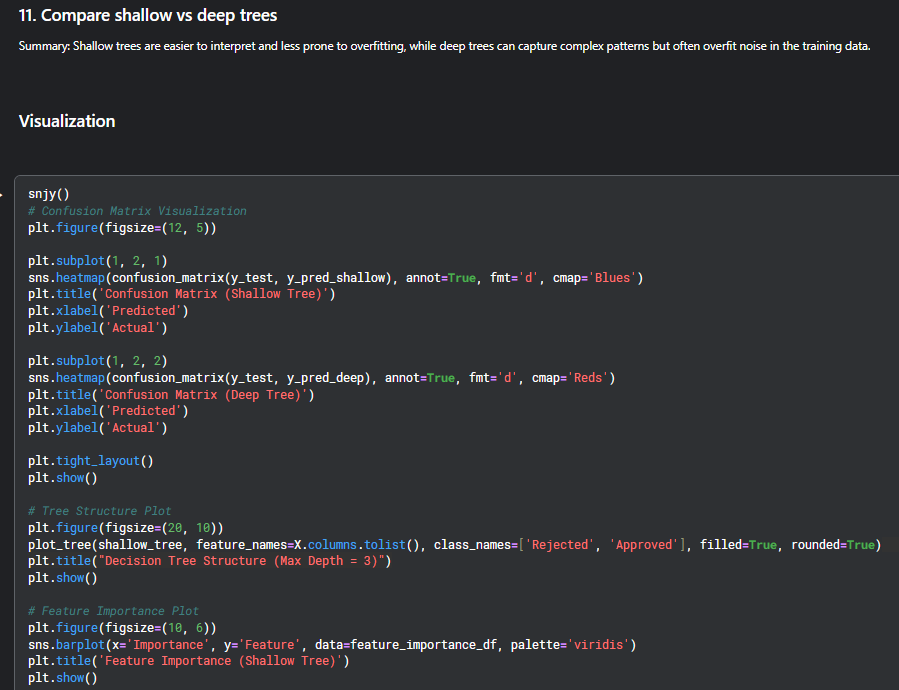 11. Compare shallow vs deep trees
Summary: Shallow trees are easier to interpret and less prone to overfitting, while deep trees can capture complex patterns but often overfit noise in the training data.
Visualization
snjy()
# Confusion Matrix Visualization
plt.figure(figsize=(12, 5))
plt.subplot(1, 2, 1)
sns.heatmap(confusion_matrix(y_test, y_pred_shallow), annot=True, fmt='d', cmap='Blues')
plt.title('Confusion Matrix (Shallow Tree)')
plt.xlabel('Predicted')
plt.ylabel('Actual')
plt.subplot(1, 2, 2)
sns.heatmap(confusion_matrix(y_test, y_pred_deep), annot=True, fmt='d', cmap='Reds')
plt.title('Confusion Matrix (Deep Tree)')
plt.xlabel('Predicted')
plt.ylabel('Actual')
plt.tight_layout()
plt.show()
# Tree Structure Plot
plt.figure(figsize=(20, 10))
plot_tree(shallow_tree, feature_names=X.columns.tolist(), class_names=['Rejected', 'Approved'], filled=True, rounded=True)
plt.title("Decision Tree Structure (Max Depth = 3)")
plt.show()
# Feature Importance Plot
plt.figure(figsize=(10, 6))
sns.barplot(x='Importance', y='Feature', data=feature_importance_df, palette='viridis')
plt.title('Feature Importance (Shallow Tree)')
plt.show()